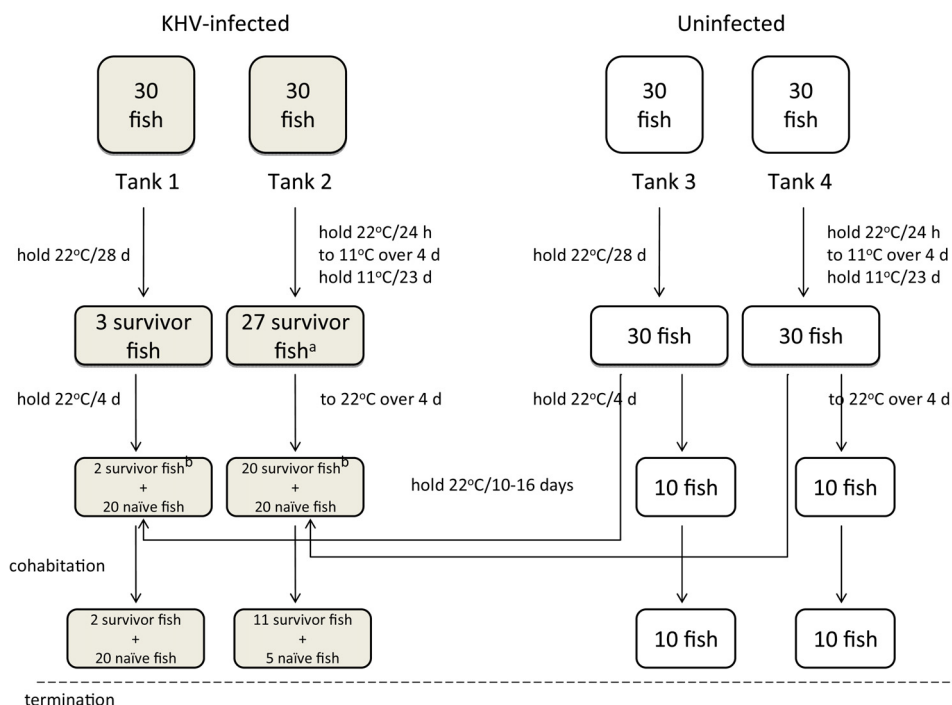 KHV-infected
Uninfected
30
fish
30
fish
30
fish
30
fish
Tank 1
Tank 2
Tank 3
Tank 4
hold 22°C/28 d
hold 22°C/24 h
to 11°C over 4 d
hold 11°C/23 d
hold 22°C/28 d
hold 22°C/24 h
to 11°C over 4 d
hold 11°C/23 d
3 survivor
fish
27 survivor
fishᵃ
30 fish
30 fish
hold 22°C/4 d
to 22°C over 4 d
hold 22°C/4 d
to 22°C over 4 d
2 survivor fishᵇ
+
20 naïve fish
20 survivor fishᵇ
+
20 naïve fish
hold 22°C/10-16 days
10 fish
10 fish
cohabitation
2 survivor fish
+
20 naïve fish
11 survivor fish
+
5 naïve fish
10 fish
10 fish
termination